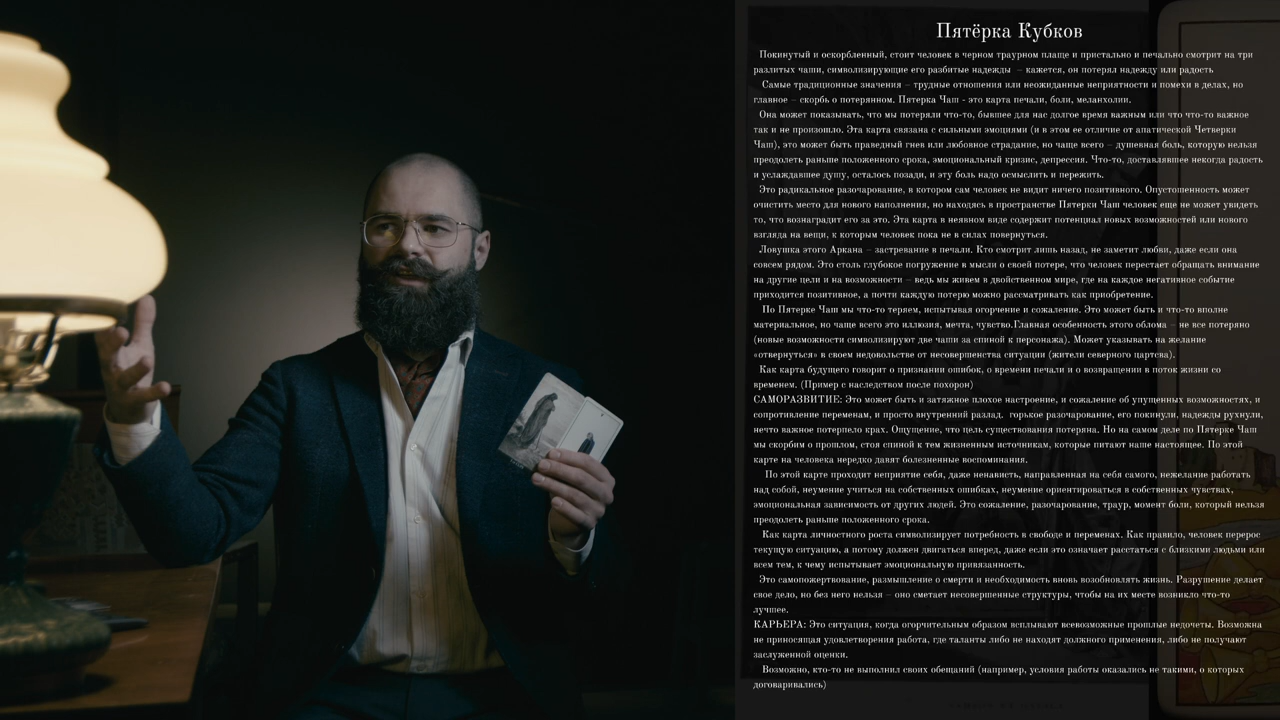 Пятёрка Кубков
Покинутый и оскорбленный, стоит человек в черном траурном плаще и пристально и печально смотрит на три
разлитых чаши, символизирующие его разбитые надежды – кажется, он потерял надежду или радость
Самые традиционные значения – трудные отношения или неожиданные неприятности и помехи в делах, но
главное – скорбь о потерянном. Пятерка Чаш - это карта печали, боли, меланхолии.
Она может показывать, что мы потеряли что-то, бывшее для нас долгое время важным или что что-то важное
так и не произошло. Эта карта связана с сильными эмоциями (и в этом ее отличие от апатической Четверки
Чаш), это может быть праведный гнев или любовное страдание, но чаще всего – душевная боль, которую нельзя
преодолеть раньше положенного срока, эмоциональный кризис, депрессия. Что-то, доставлявшее некогда радость
и услаждавшее душу, осталось позади, и эту боль надо осмыслить и пережить.
Это радикальное разочарование, в котором сам человек не видит ничего позитивного. Опустошенность может
очистить место для нового наполнения, но находясь в пространстве Пятерки Чаш человек еще не может увидеть
то, что вознаградит его за это. Эта карта в неявном виде содержит потенциал новых возможностей или нового
взгляда на вещи, к которым человек пока не в силах повернуться.
Ловушка этого Аркана – застревание в печали. Кто смотрит лишь назад, не заметит любви, даже если она
совсем рядом. Это столь глубокое погружение в мысли о своей потере, что человек перестает обращать внимание
на другие цели и на возможности – ведь мы живем в двойственном мире, где на каждое негативное событие
приходится позитивное, а почти каждую потерю можно рассматривать как приобретение.
По Пятерке Чаш мы что-то теряем, испытывая огорчение и сожаление. Это может быть и что-то вполне
материальное, но чаще всего это иллюзия, мечта, чувство.Главная особенность этого облома – не все потеряно
(новые возможности символизируют две чаши за спиной к персонажа). Может указывать на желание
«отвернуться» в своем недовольстве от несовершенства ситуации (жители северного цартсва).
Как карта будущего говорит о признании ошибок, о времени печали и о возвращении в поток жизни со
временем. (Пример с наследством после похорон)
САМОРАЗВИТИЕ: Это может быть и затяжное плохое настроение, и сожаление об упущенных возможностях, и
сопротивление переменам, и просто внутренний разлад. горькое разочарование, его покинули, надежды рухнули,
нечто важное потерпело крах. Ощущение, что цель существования потеряна. Но на самом деле по Пятерке Чаш
мы скорбим о прошлом, стоя спиной к тем жизненным источникам, которые питают наше настоящее. По этой
карте на человека нередко давят болезненные воспоминания.
По этой карте проходит неприятие себя, даже ненависть, направленная на себя самого, нежелание работать
над собой, неумение учиться на собственных ошибках, неумение ориентироваться в собственных чувствах,
эмоциональная зависимость от других людей. Это сожаление, разочарование, траур, момент боли, который нельзя
преодолеть раньше положенного срока.
Как карта личностного роста символизирует потребность в свободе и переменах. Как правило, человек перерос
текущую ситуацию, а потому должен двигаться вперед, даже если это означает расстаться с близкими людьми или
всем тем, к чему испытывает эмоциональную привязанность.
Это самопожертвование, размышление о смерти и необходимость вновь возобновлять жизнь. Разрушение делает
свое дело, но без него нельзя – оно сметает несовершенные структуры, чтобы на их месте возникло что-то
лучшее.
КАРЬЕРА: Это ситуация, когда огорчительным образом всплывают всевозможные прошлые недочеты. Возможна
не приносящая удовлетворения работа, где таланты либо не находят должного применения, либо не получают
заслуженной оценки.
Возможно, кто-то не выполнил своих обещаний (например, условия работы оказались не такими, о которых
договаривались)